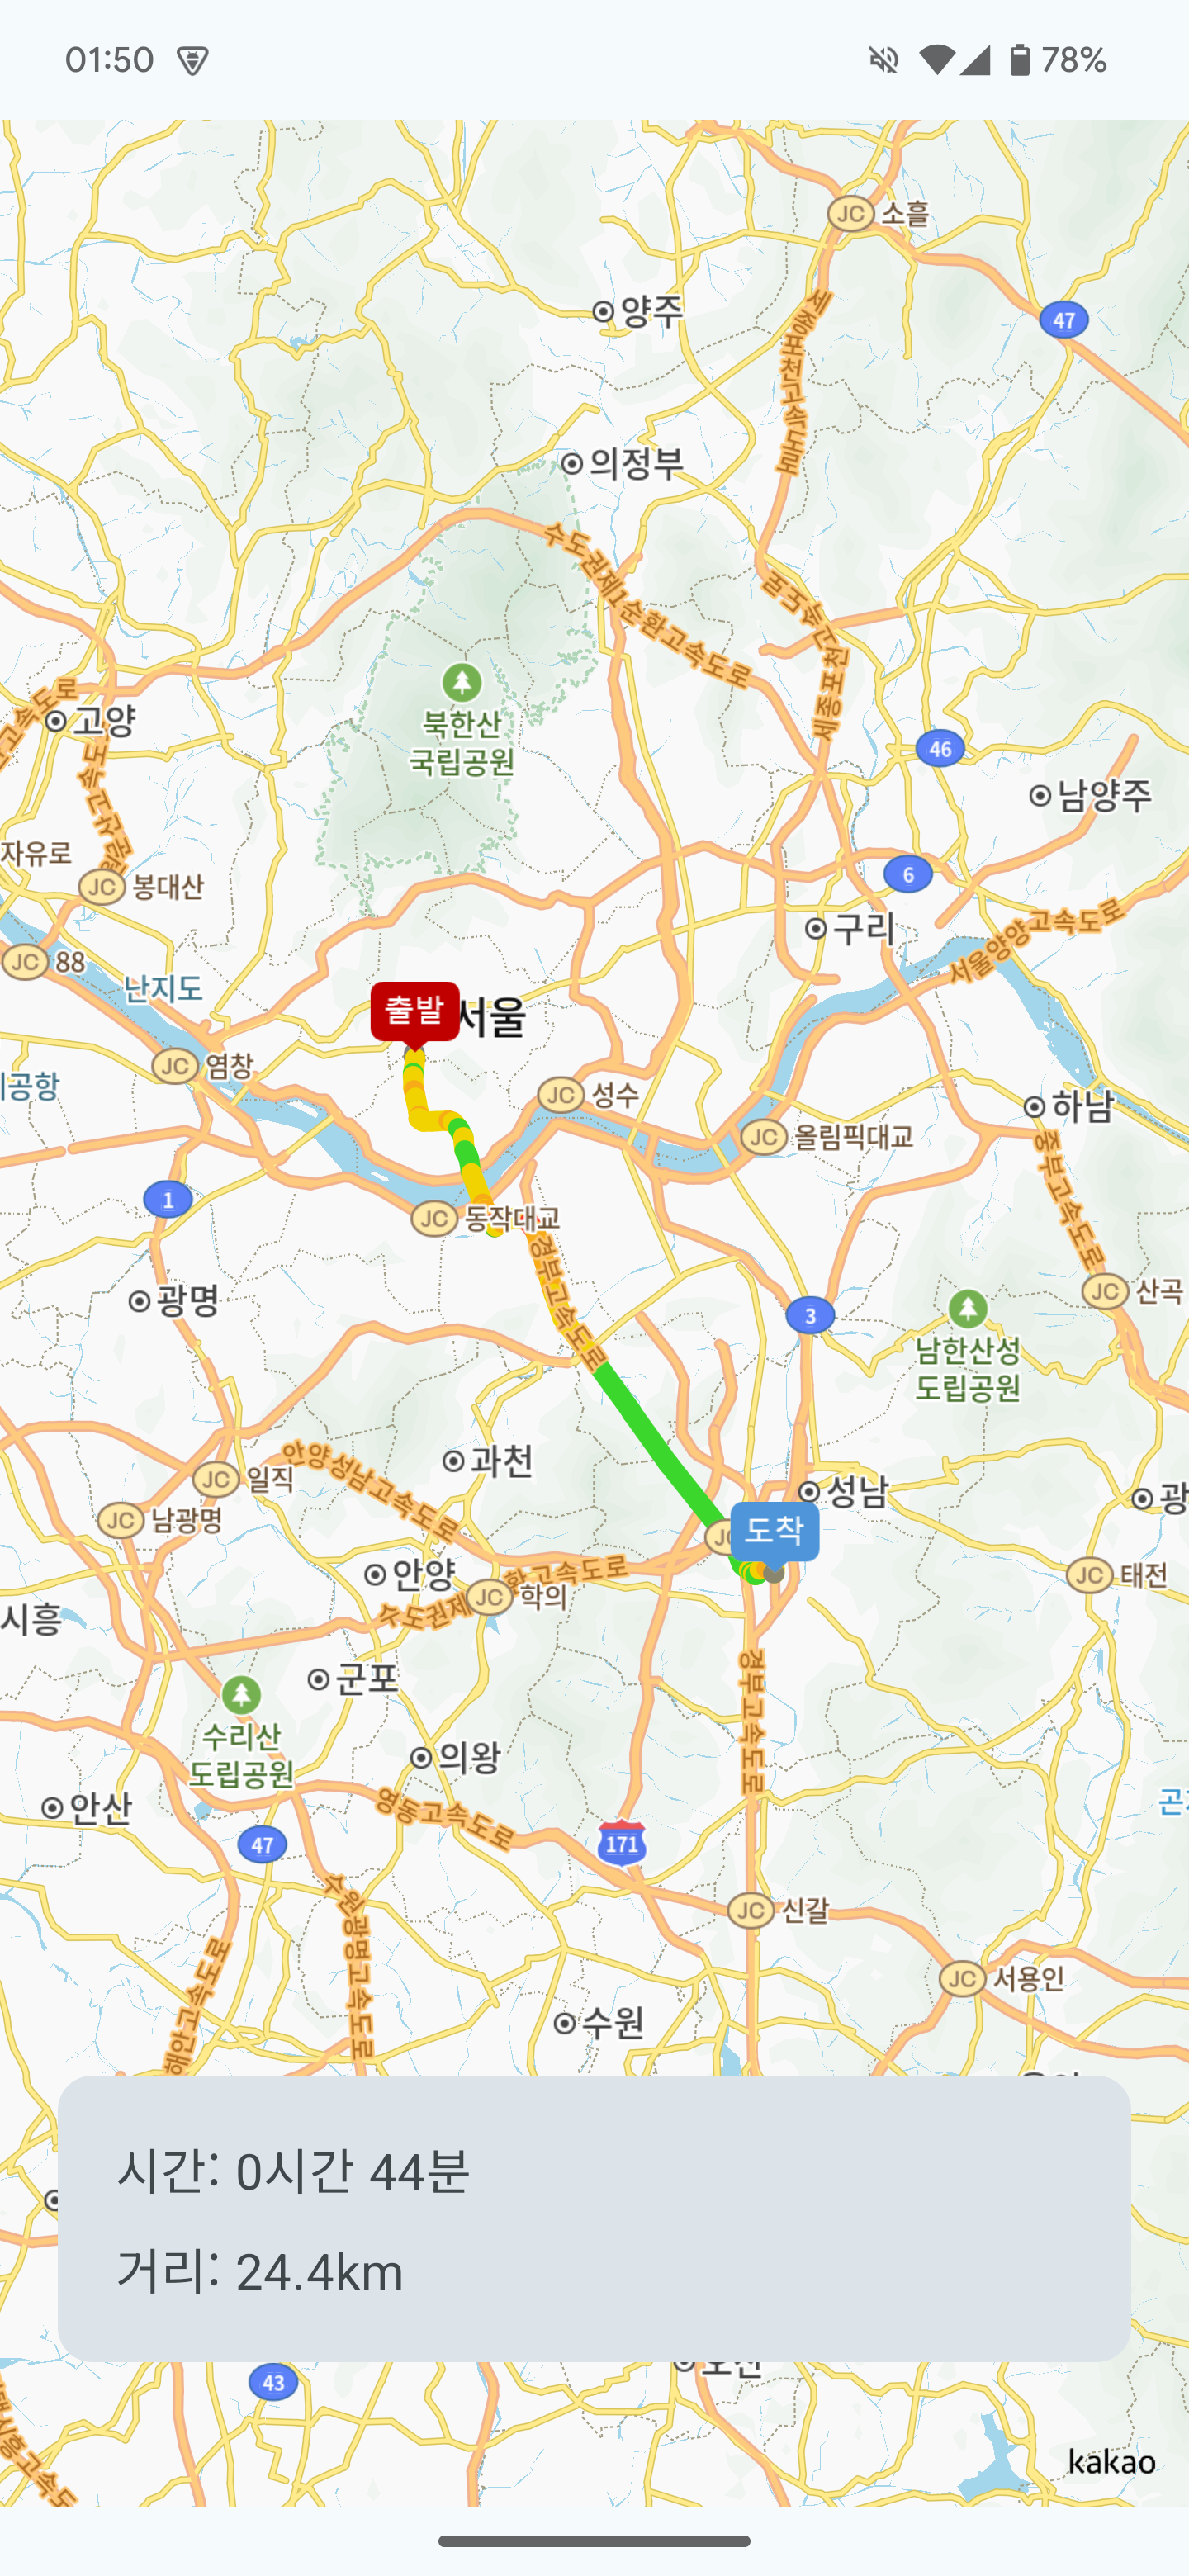 01:50
78%
JC 소흘
양주
47
세종포천고속도로
의정부
수도권제1순환고속도로
세종포천
북한산
국립공원
고양
46
남양주
자유로
JC 봉대산
6
구리
서울양양고속도로
JC 88
난지도
출발
서울
JC 염창
JC 성수
하남
JC 올림픽대교
중부고속도로
1
JC 동작대교
경부고속도로
JC 산곡
광명
3
남한산성
도립공원
과천
JC 일직
안양성남고속도로
성남
JC 남광명
도착
안양
고속도로
JC 학의
수도권제
JC 태전
시흥
군포
경부고속도로
수리산
도립공원
의왕
안산
영동고속도로
47
171
수원광명고속도로
JC 신갈
JC 서용인
해안고속도로
수원
시간: 0시간 44분
거리: 24.4km
43
kakao